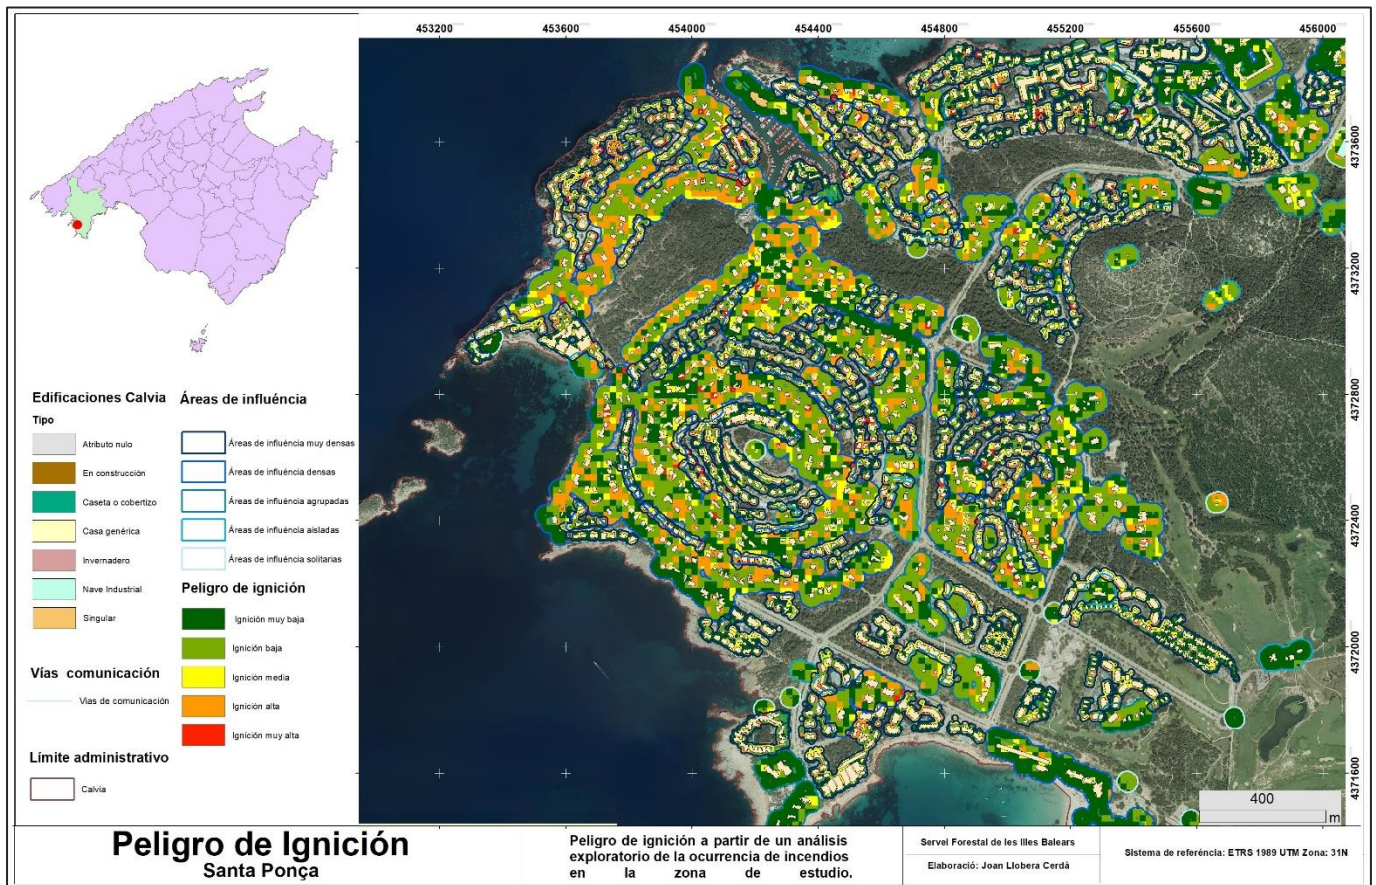 453200 453600 454000 454400 454800 455200 455600 456000
4373600
4373200
4372800
4372400
4372000
4371600
Edificaciones Calvia
Tipo
Atributo nulo
En construcción
Caseta o cobertizo
Casa genérica
Invernadero
Nave Industrial
Singular
Vías comunicación
Vias de comunicación
Límite administrativo
Calvia
Áreas de influéncia
Áreas de influéncia muy densas
Áreas de influéncia densas
Áreas de influéncia agrupadas
Áreas de influéncia aisladas
Áreas de influéncia solitarias
Peligro de ignición
Ignición muy baja
Ignición baja
Ignición media
Ignición alta
Ignición muy alta
400
m
Peligro de Ignición
Santa Ponça
Peligro de ignición a partir de un análisis
exploratorio de la ocurrencia de incendios
en la zona de estudio.
Servei Forestal de les Illes Balears
Elaboració: Joan Llobera Cerdà
Sistema de referéncia: ETRS 1989 UTM Zona: 31N